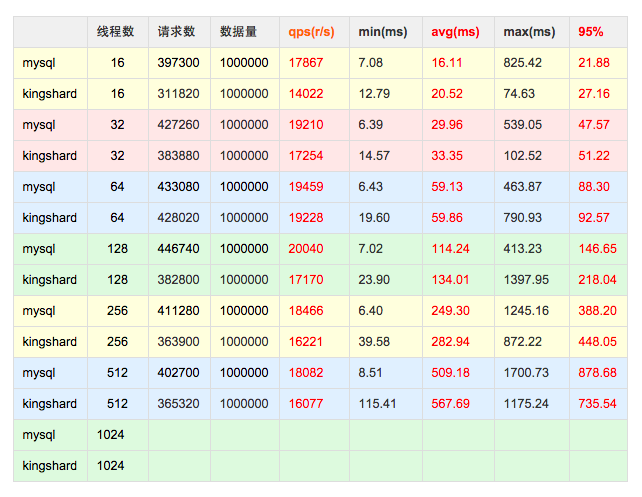 线程数 请求数 数据量 qps(r/s) min(ms) avg(ms) max(ms) 95%
mysql 16 397300 1000000 17867 7.08 16.11 825.42 21.88
kingshard 16 311820 1000000 14022 12.79 20.52 74.63 27.16
mysql 32 427260 1000000 19210 6.39 29.96 539.05 47.57
kingshard 32 383880 1000000 17254 14.57 33.35 102.52 51.22
mysql 64 433080 1000000 19459 6.43 59.13 463.87 88.30
kingshard 64 428020 1000000 19228 19.60 59.86 790.93 92.57
mysql 128 446740 1000000 20040 7.02 114.24 413.23 146.65
kingshard 128 382800 1000000 17170 23.90 134.01 1397.95 218.04
mysql 256 411280 1000000 18466 6.40 249.30 1245.16 388.20
kingshard 256 363900 1000000 16221 39.58 282.94 872.22 448.05
mysql 512 402700 1000000 18082 8.51 509.18 1700.73 878.68
kingshard 512 365320 1000000 16077 115.41 567.69 1175.24 735.54
mysql 1024
kingshard 1024